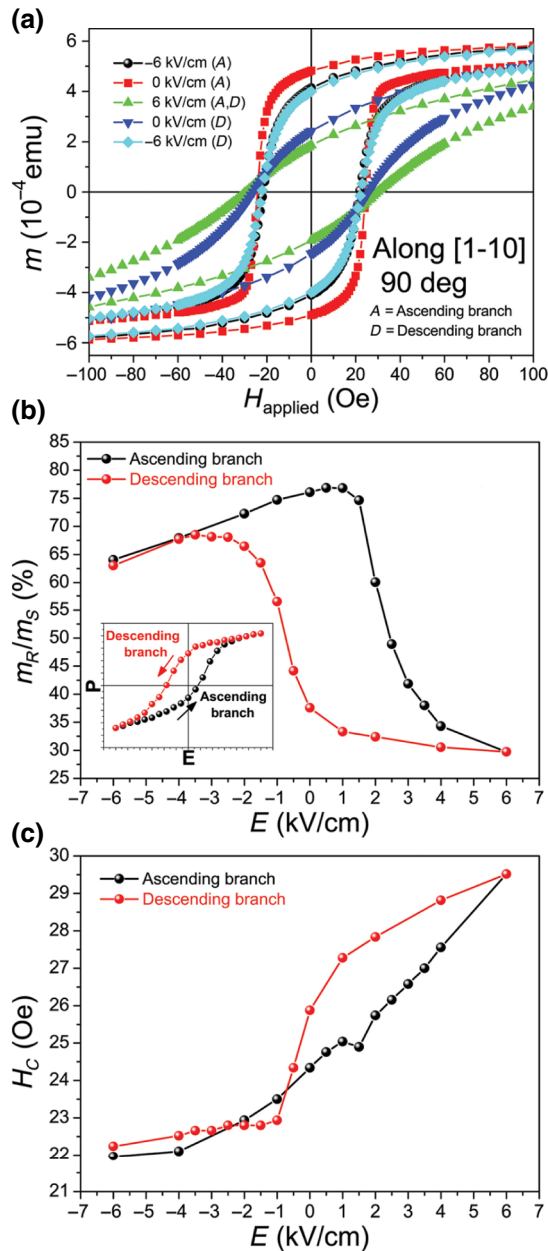 (a)
6
4
2
0
−2
−4
−6
m (10⁻⁴ emu)
−6 kV/cm (A)
0 kV/cm (A)
6 kV/cm (A,D)
0 kV/cm (D)
−6 kV/cm (D)
Along [1-10]
90 deg
A = Ascending branch
D = Descending branch
−100 −80 −60 −40 −20 0 20 40 60 80 100
H applied (Oe)
(b)
85
80
75
70
65
60
55
50
45
40
35
30
25
mR/mS (%)
Ascending branch
Descending branch
Descending
branch
Ascending
branch
P
E
−7 −6 −5 −4 −3 −2 −1 0 1 2 3 4 5 6 7
E (kV/cm)
(c)
30
29
28
27
26
25
24
23
22
21
HC (Oe)
Ascending branch
Descending branch
−7 −6 −5 −4 −3 −2 −1 0 1 2 3 4 5 6 7
E (kV/cm)